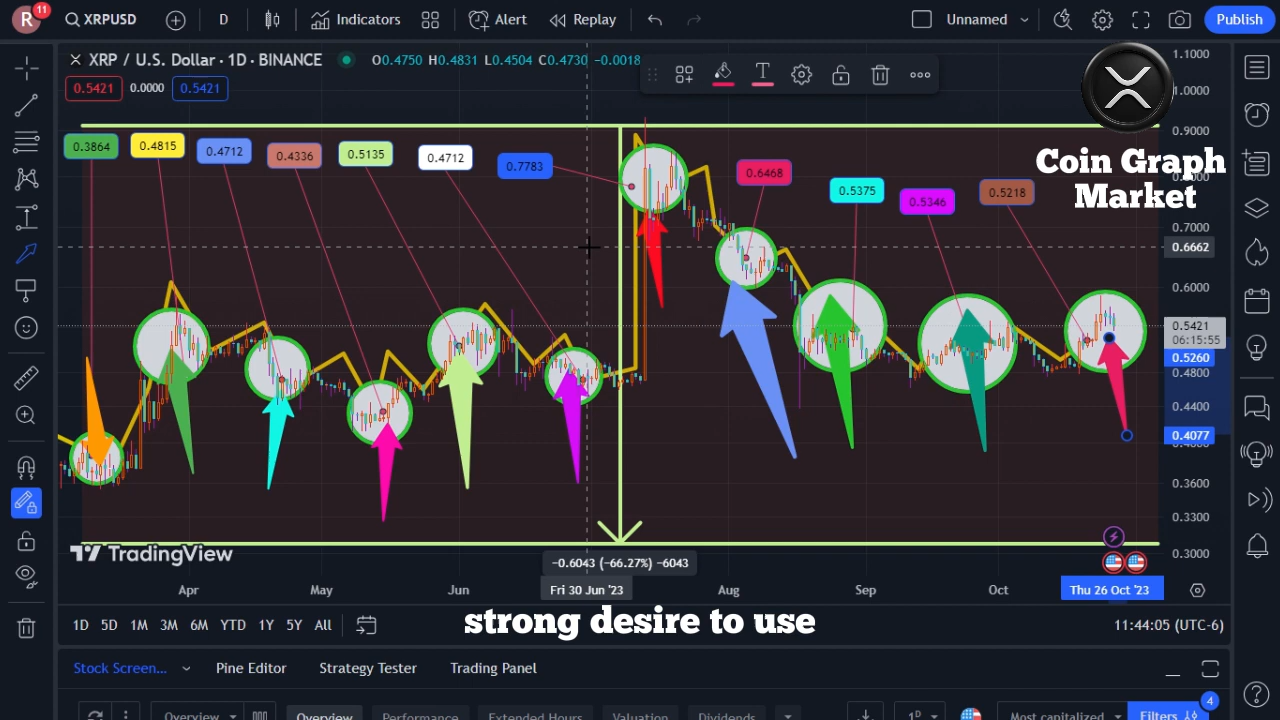 R 11 XRPUSD D Indicators Alert Replay Unnamed Publish
XRP / U.S. Dollar · 1D · BINANCE O0.4750 H0.4831 L0.4504 C0.4730 −0.0018
0.5421 0.0000 0.5421
1.1000
1.0000
0.9000
0.7000
0.6662
0.6000
0.5421
06:15:55
0.5260
0.4800
0.4400
0.4077
0.3600
0.3300
0.3000
Coin Graph
Market
0.3864 0.4815 0.4712 0.4336 0.5135 0.4712 0.7783 0.6468 0.5375 0.5346 0.5218
TradingView
−0.6043 (−66.27%) −6043
Apr May Jun Fri 30 Jun '23 Aug Sep Oct Thu 26 Oct '23
1D 5D 1M 3M 6M YTD 1Y 5Y All 11:44:05 (UTC-6)
strong desire to use
Stock Screen... Pine Editor Strategy Tester Trading Panel
Overview Overview Performance Extended Hours Valuation Dividends 1D Most capitalized Filters 4